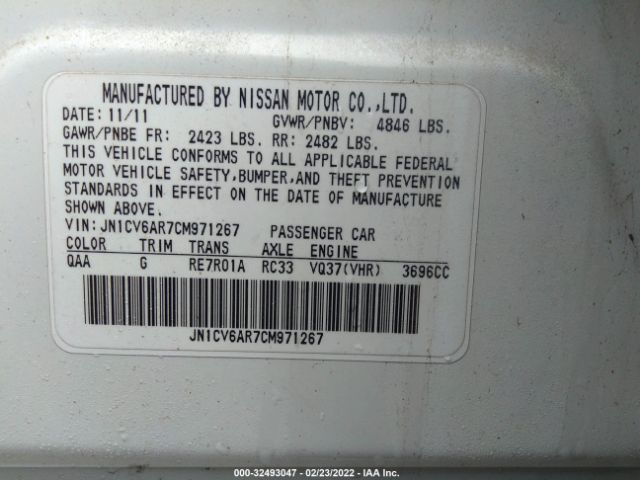 MANUFACTURED BY NISSAN MOTOR CO.,LTD.
DATE: 11/11 GVWR/PNBV: 4846 LBS.
GAWR/PNBE FR: 2423 LBS. RR: 2482 LBS.
THIS VEHICLE CONFORMS TO ALL APPLICABLE FEDERAL
MOTOR VEHICLE SAFETY,BUMPER,AND THEFT PREVENTION
STANDARDS IN EFFECT ON THE DATE OF MANUFACTURE
SHOWN ABOVE.
VIN: JN1CV6AR7CM971267 PASSENGER CAR
COLOR TRIM TRANS AXLE ENGINE
QAA G RE7R01A RC33 VQ37(VHR) 3696CC
JN1CV6AR7CM971267
000-32493047 - 02/23/2022 - IAA Inc.